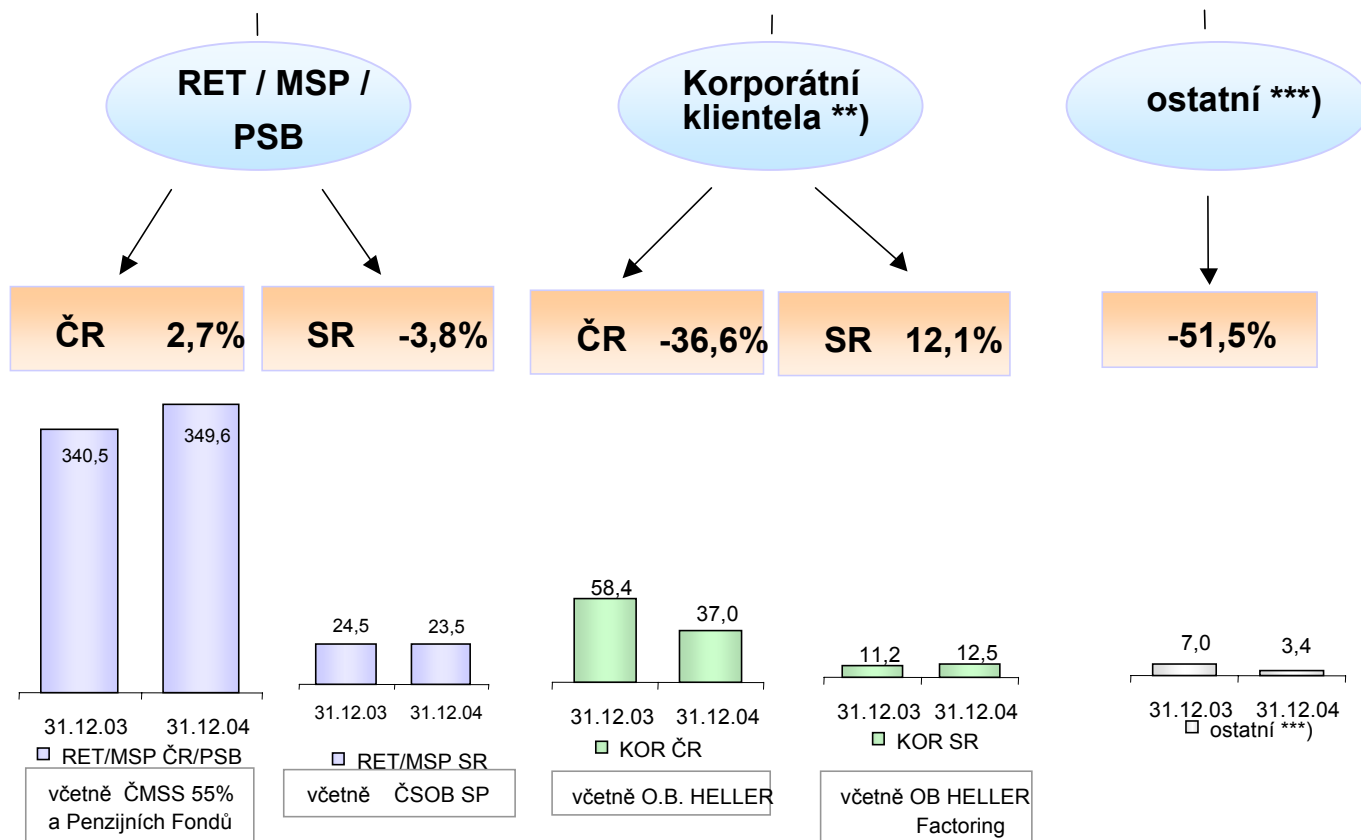 RET / MSP /
PSB
Korporátní
klientela **)
ostatní ***)
ČR 2,7%
SR -3,8%
ČR -36,6%
SR 12,1%
-51,5%
340,5
349,6
31.12.03 31.12.04
RET/MSP ČR/PSB
včetně ČMSS 55%
a Penzijních Fondů
24,5
23,5
31.12.03 31.12.04
RET/MSP SR
včetně ČSOB SP
58,4
37,0
31.12.03 31.12.04
KOR ČR
včetně O.B. HELLER
11,2
12,5
31.12.03 31.12.04
KOR SR
včetně OB HELLER
Factoring
7,0
3,4
31.12.03 31.12.04
ostatní ***)